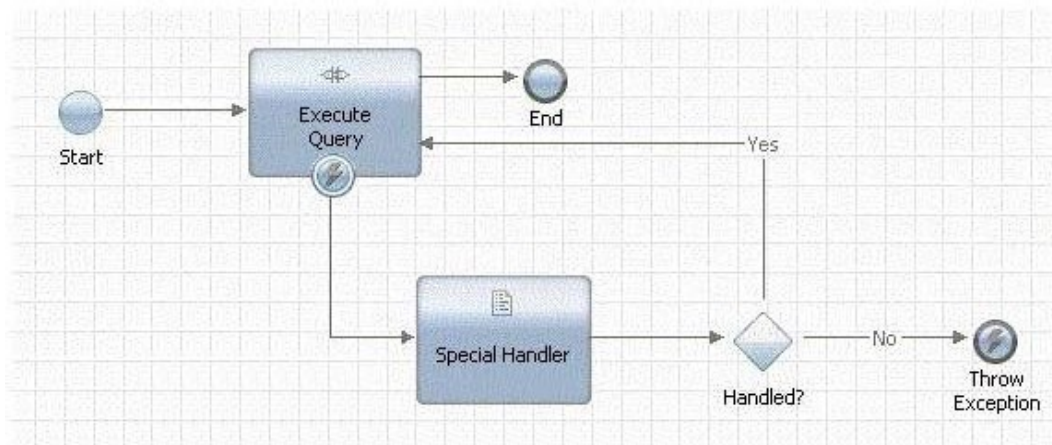 Execute
Query
End
Start
Yes
Special Handler
No
Handled?
Throw
Exception